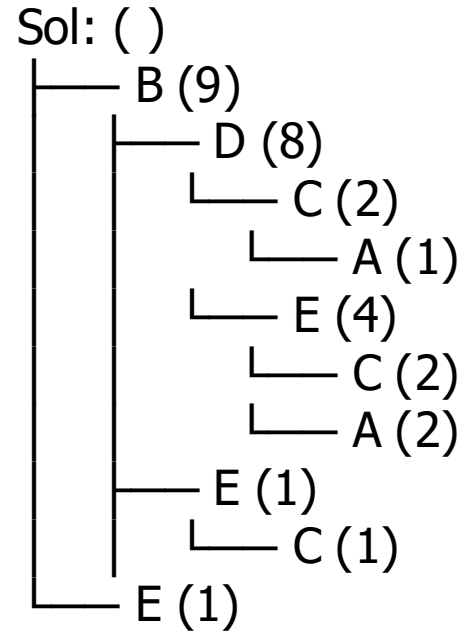 Sol: ( )
B (9)
D (8)
C (2)
A (1)
E (4)
C (2)
A (2)
E (1)
C (1)
E (1)